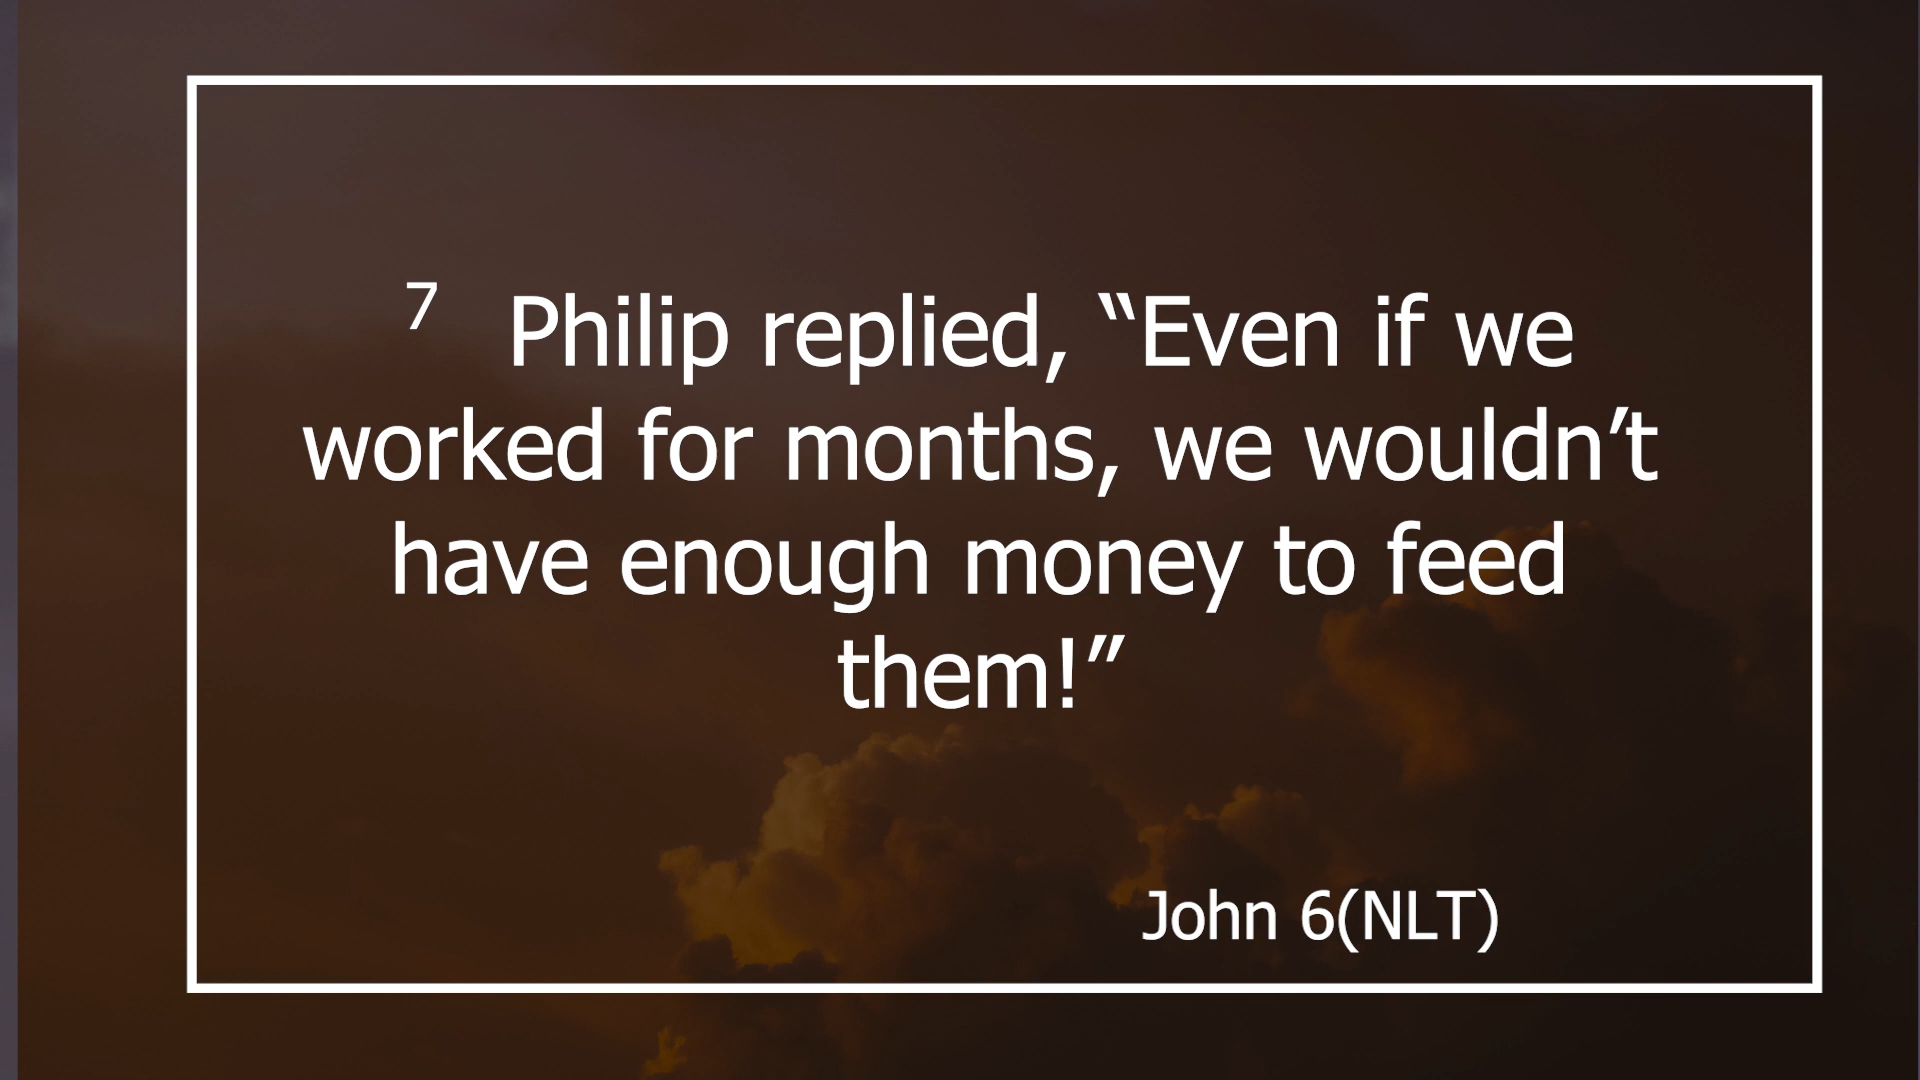 7 Philip replied, “Even if we
worked for months, we wouldn’t
have enough money to feed
them!”
John 6(NLT)